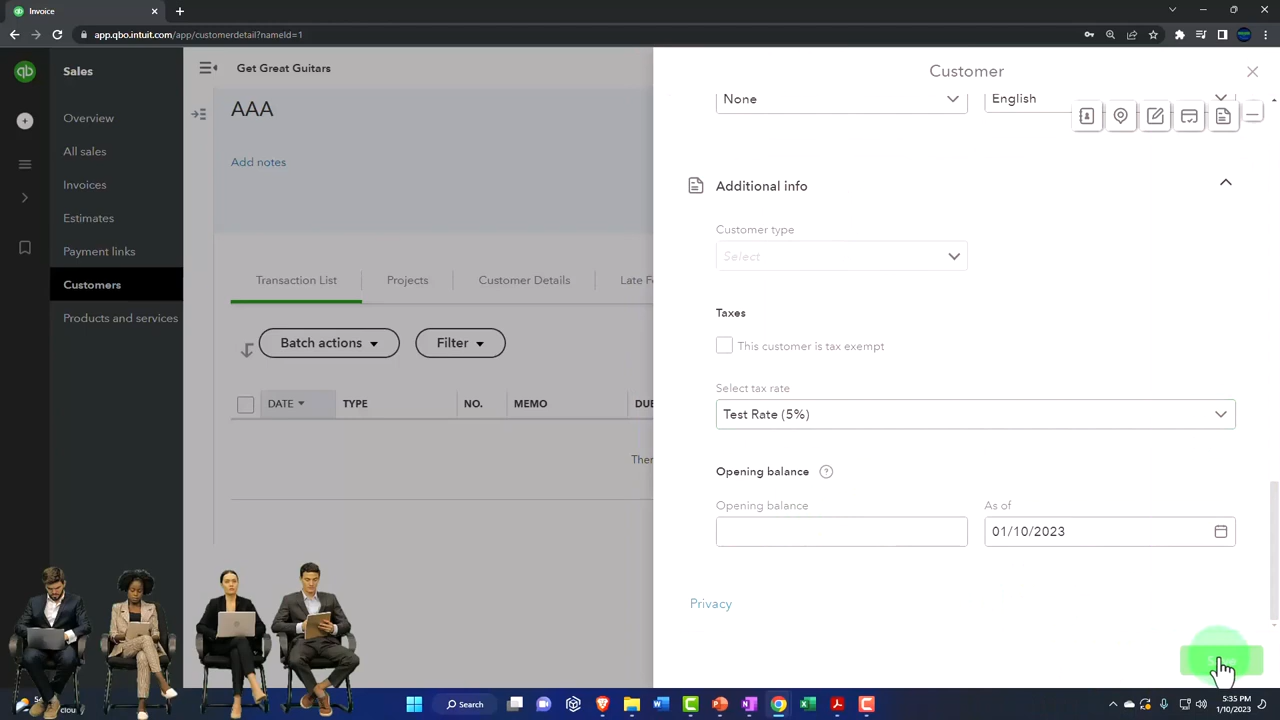 Invoice
app.qbo.intuit.com/app/customerdetail?nameId=1
qb
Sales
Overview
All sales
Invoices
Estimates
Payment links
Customers
Products and services
Get Great Guitars
AAA
Add notes
Transaction List
Projects
Customer Details
Late Fe
Batch actions
Filter
DATE
TYPE
NO.
MEMO
DUE
Ther
Customer
None
English
Additional info
Customer type
Select
Taxes
This customer is tax exempt
Select tax rate
Test Rate (5%)
Opening balance
Opening balance
As of
01/10/2023
Privacy
Search
5:35 PM
1/10/2023